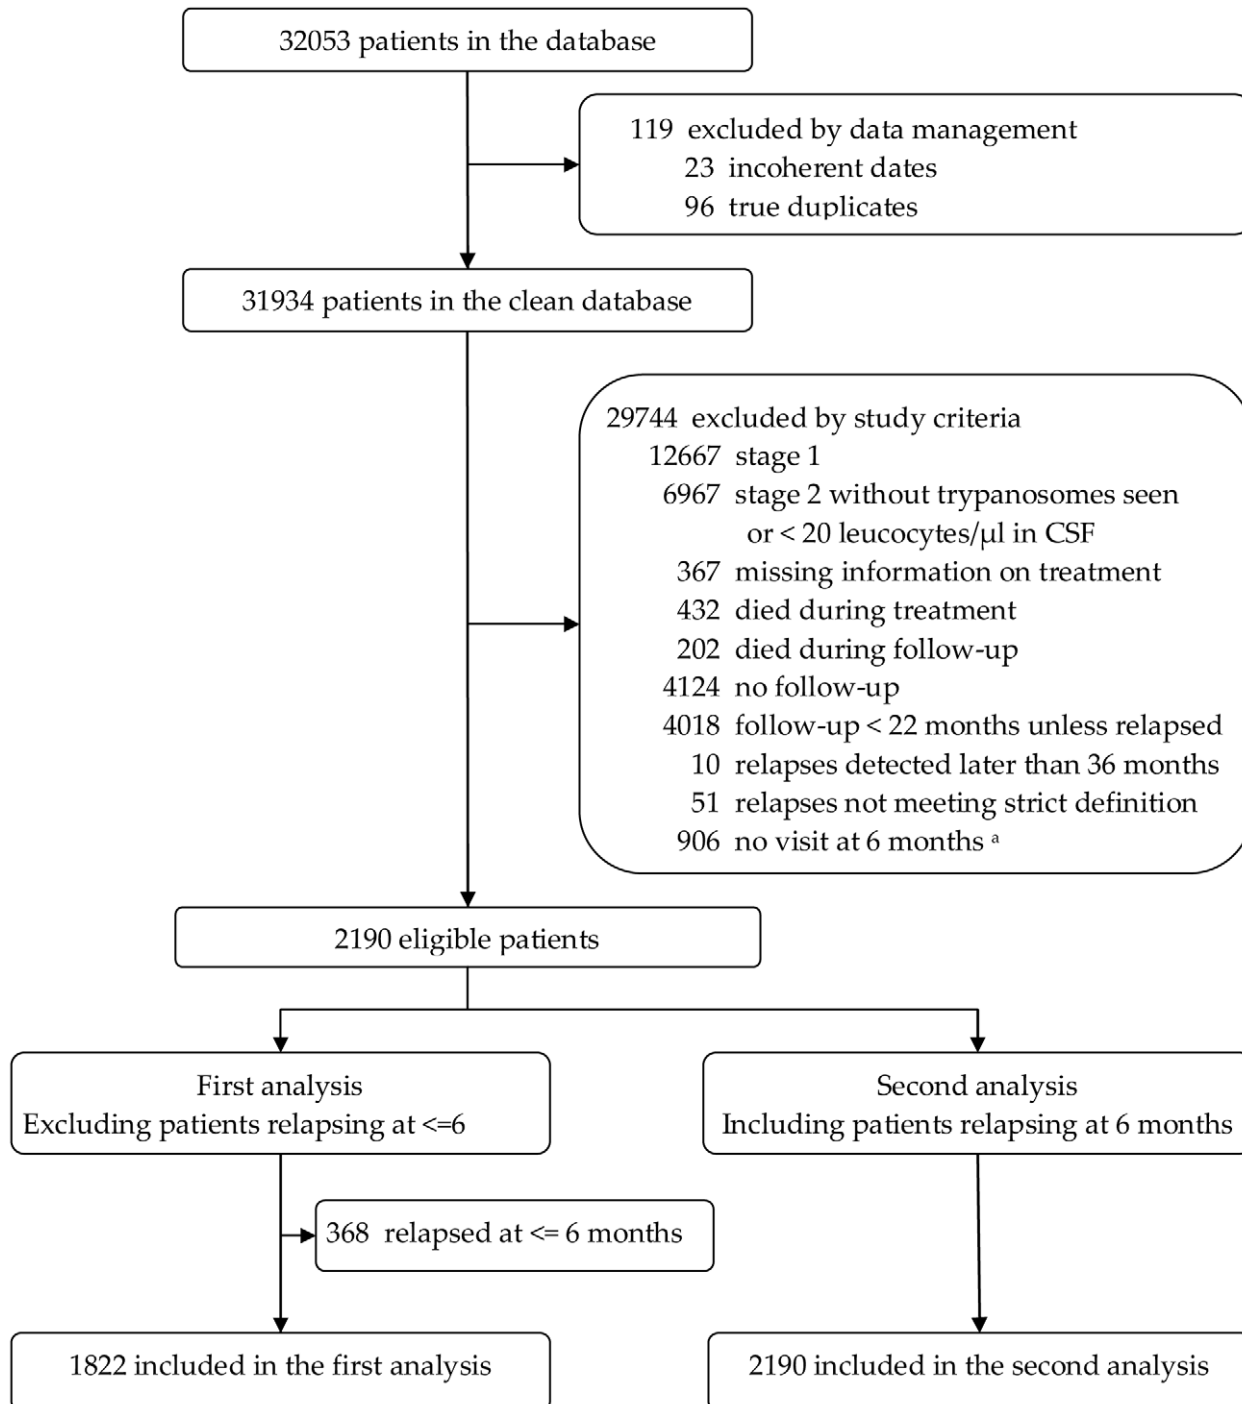 32053 patients in the database
119 excluded by data management
23 incoherent dates
96 true duplicates
31934 patients in the clean database
29744 excluded by study criteria
12667 stage 1
6967 stage 2 without trypanosomes seen
or < 20 leucocytes/µl in CSF
367 missing information on treatment
432 died during treatment
202 died during follow-up
4124 no follow-up
4018 follow-up < 22 months unless relapsed
10 relapses detected later than 36 months
51 relapses not meeting strict definition
906 no visit at 6 months ᵃ
2190 eligible patients
First analysis
Excluding patients relapsing at <=6
Second analysis
Including patients relapsing at 6 months
368 relapsed at <= 6 months
1822 included in the first analysis
2190 included in the second analysis